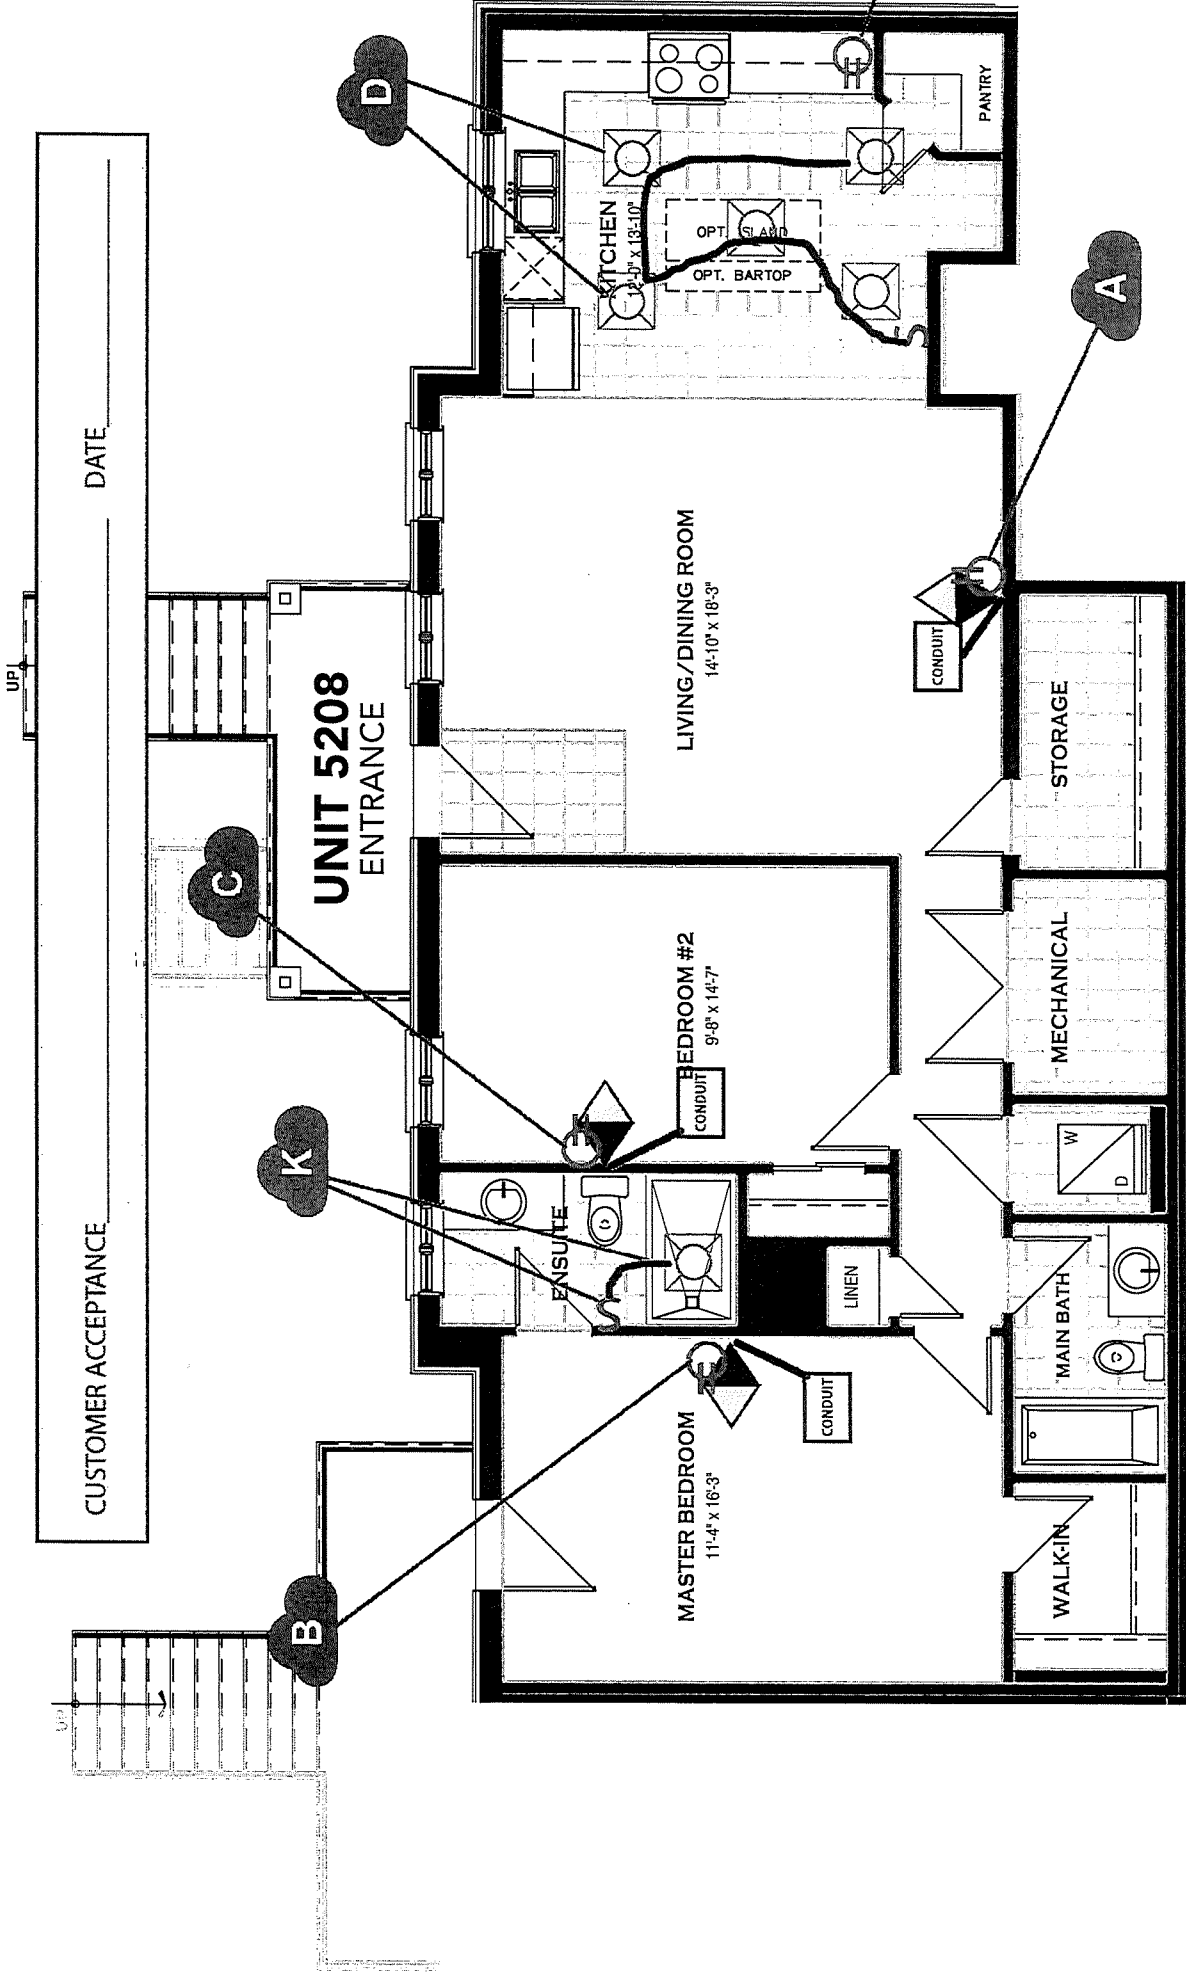 CUSTOMER ACCEPTANCE DATE
UP
UP
UNIT 5208
ENTRANCE
B
K
C
D
A
MASTER BEDROOM
11'-4" x 16'-3"
CONDUIT
ENSUITE
BEDROOM #2
9'-8" x 14'-7"
CONDUIT
LIVING/DINING ROOM
14'-10" x 18'-3"
CONDUIT
KITCHEN
OPT. ISLAND
OPT. BARTOP
PANTRY
LINEN
WALK-IN
MAIN BATH
D
W
MECHANICAL
STORAGE